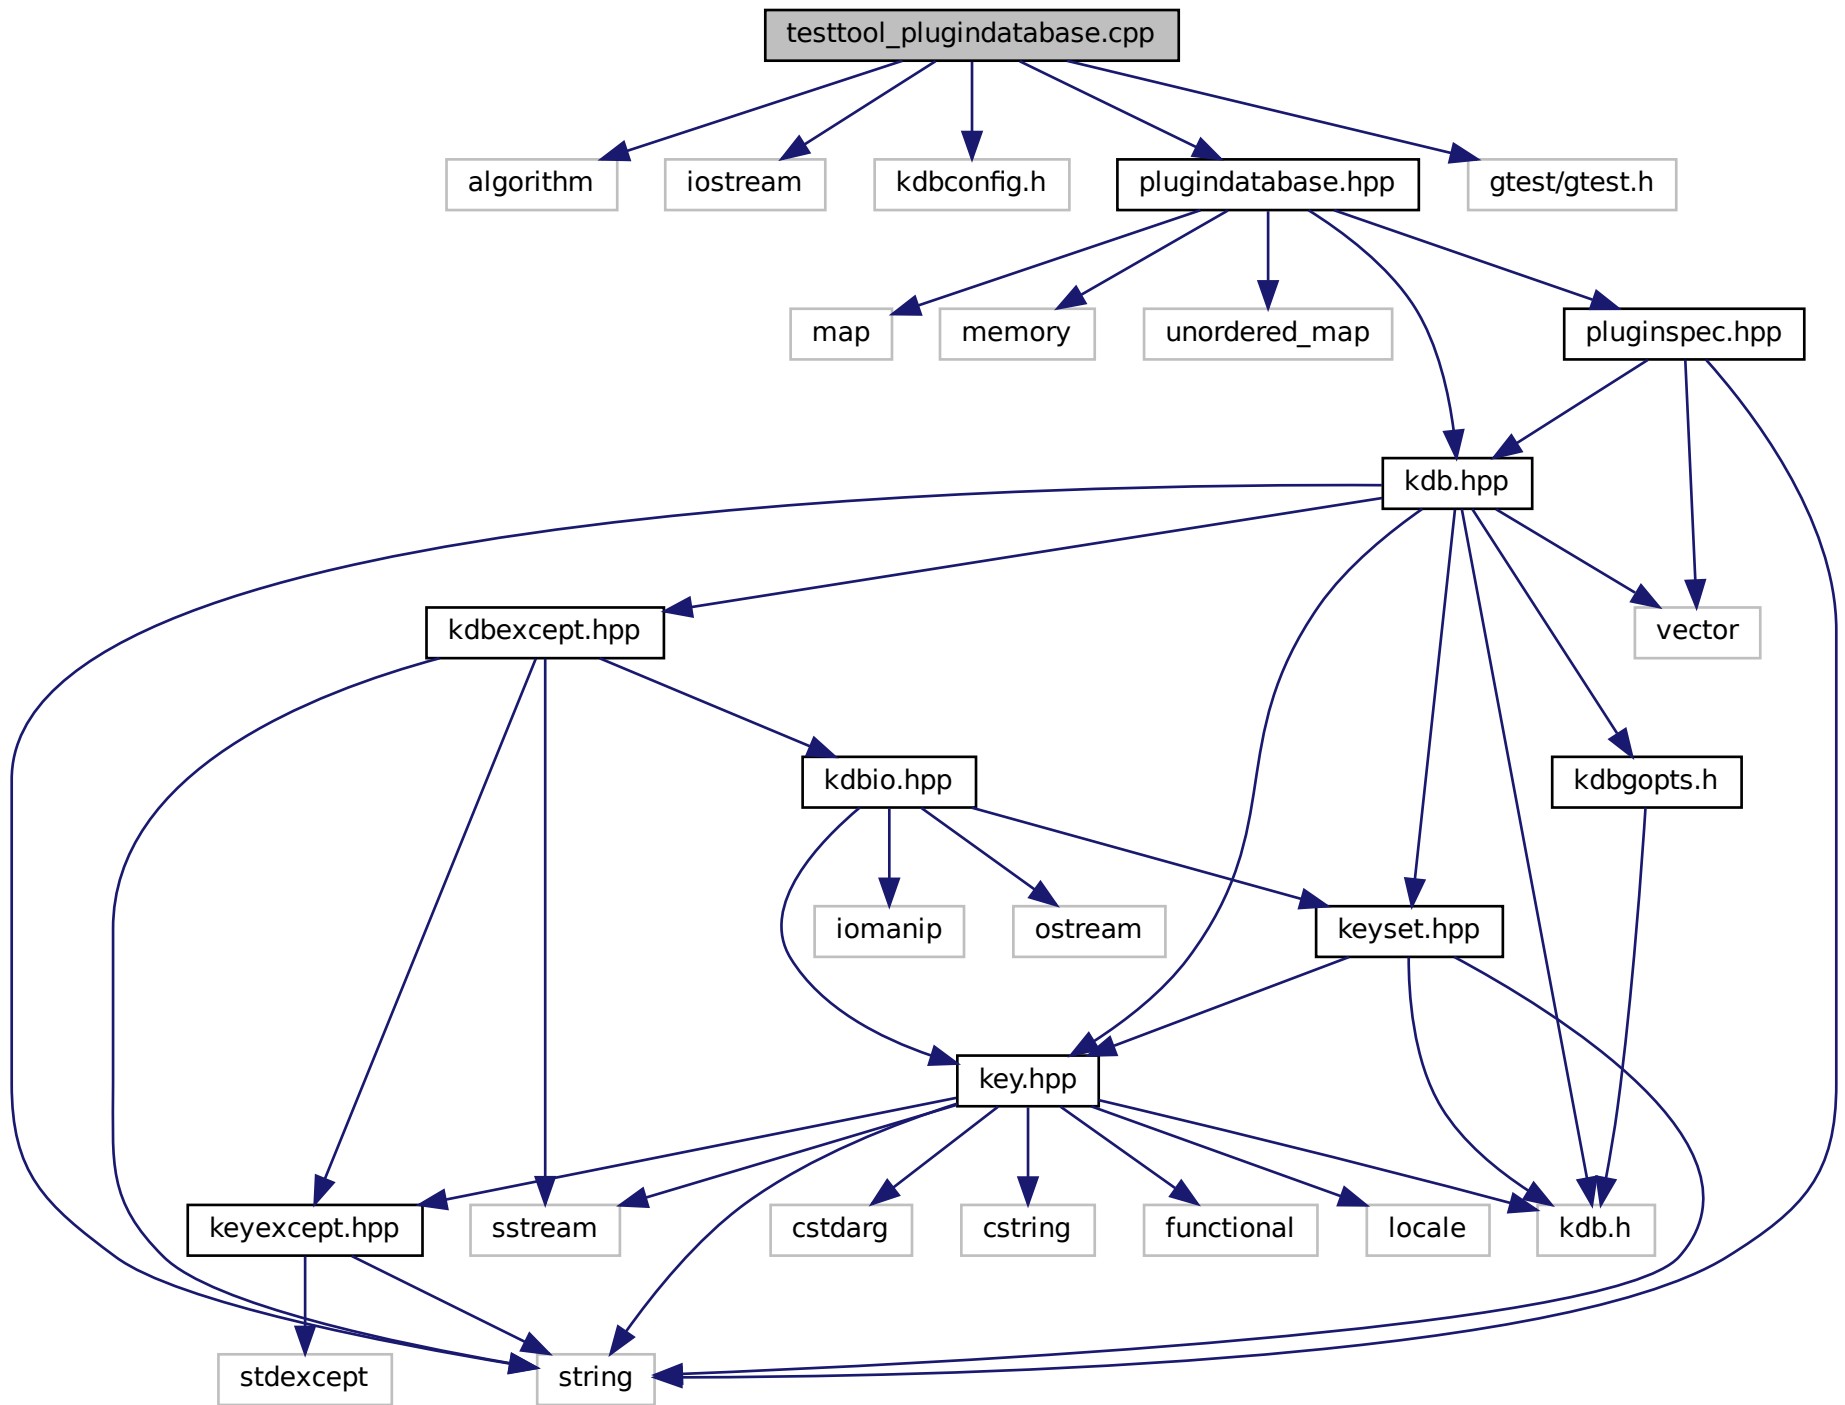 testtool_plugindatabase.cpp
algorithm
iostream
kdbconfig.h
plugindatabase.hpp
gtest/gtest.h
map
memory
unordered_map
pluginspec.hpp
kdb.hpp
kdbexcept.hpp
vector
kdbio.hpp
kdbgopts.h
iomanip
ostream
keyset.hpp
key.hpp
keyexcept.hpp
sstream
cstdarg
cstring
functional
locale
kdb.h
stdexcept
string